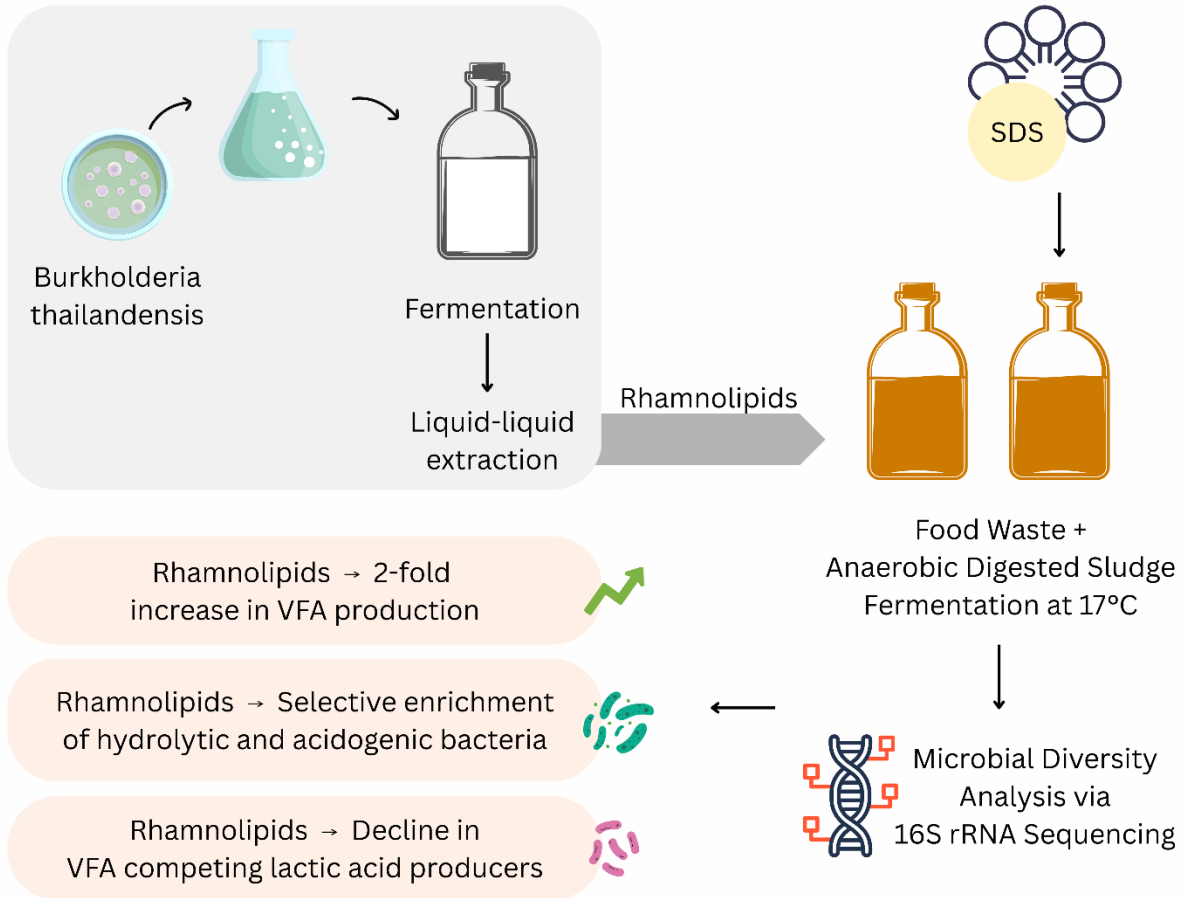 Burkholderia
thailandensis
Fermentation
Liquid-liquid
extraction
Rhamnolipids
SDS
Food Waste +
Anaerobic Digested Sludge
Fermentation at 17°C
Microbial Diversity
Analysis via
16S rRNA Sequencing
Rhamnolipids → 2-fold
increase in VFA production
Rhamnolipids → Selective enrichment
of hydrolytic and acidogenic bacteria
Rhamnolipids → Decline in
VFA competing lactic acid producers